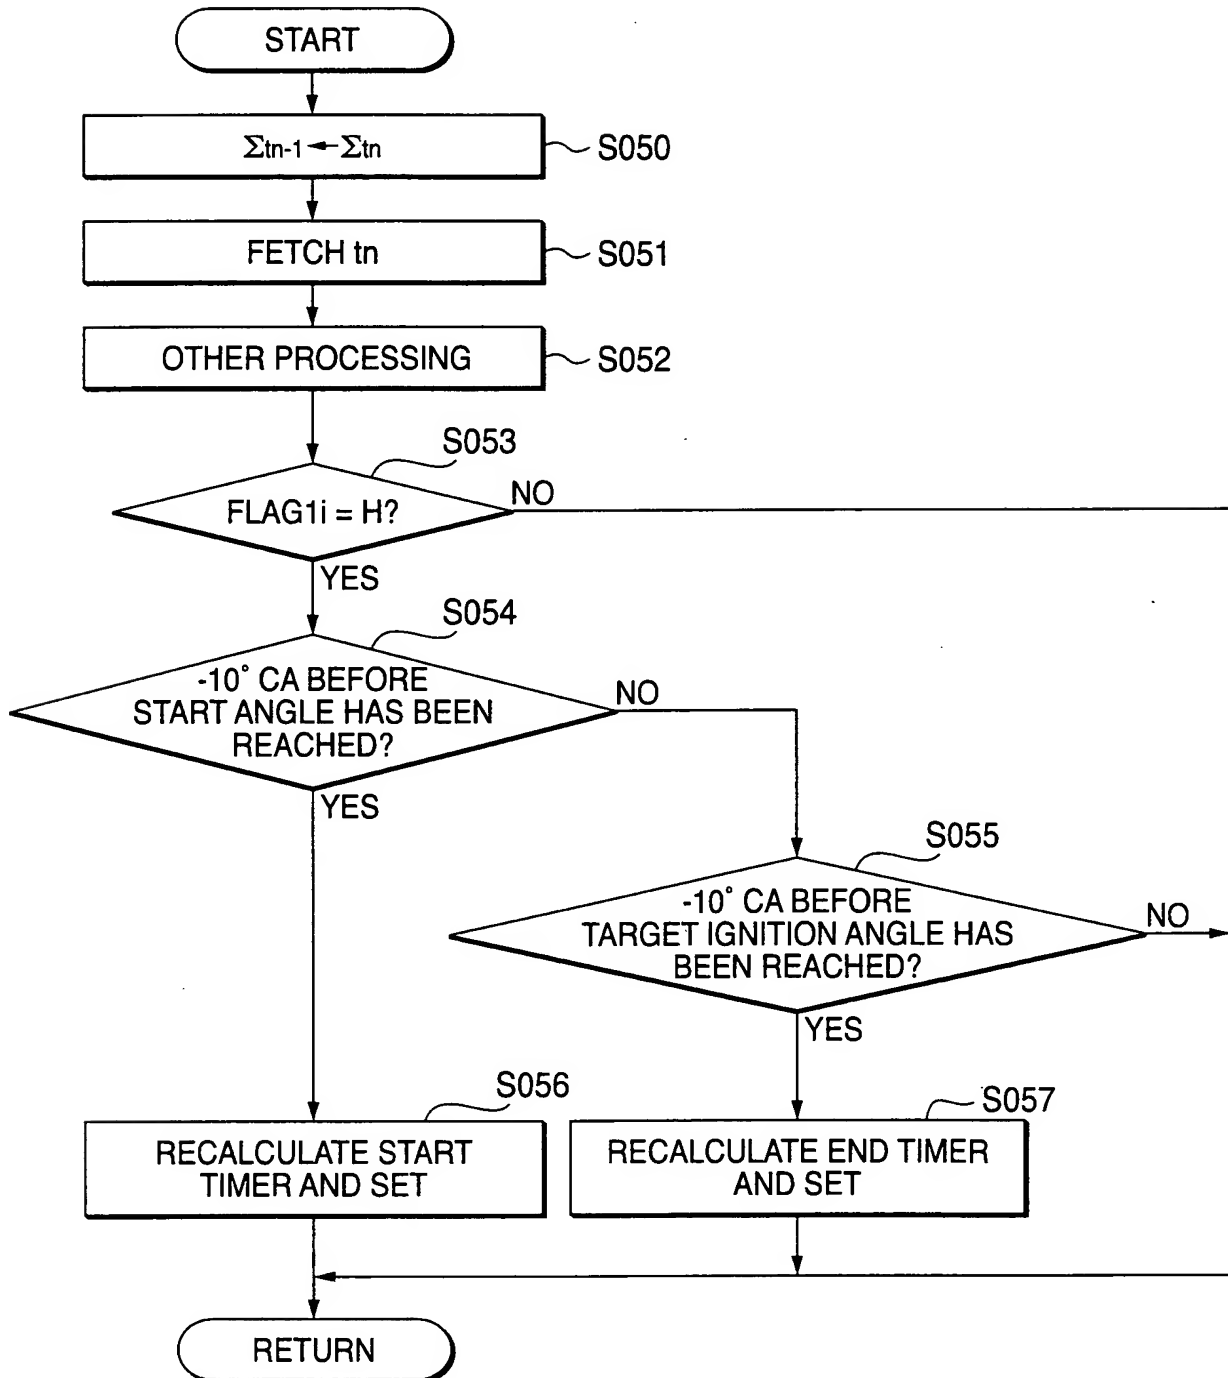 START
Σtn-1 ← Σtn
S050
FETCH tn
S051
OTHER PROCESSING
S052
S053
FLAG1i = H?
NO
YES
S054
-10° CA BEFORE
START ANGLE HAS BEEN
REACHED?
NO
YES
S055
-10° CA BEFORE
TARGET IGNITION ANGLE HAS
BEEN REACHED?
NO
YES
S056
RECALCULATE START
TIMER AND SET
S057
RECALCULATE END TIMER
AND SET
RETURN